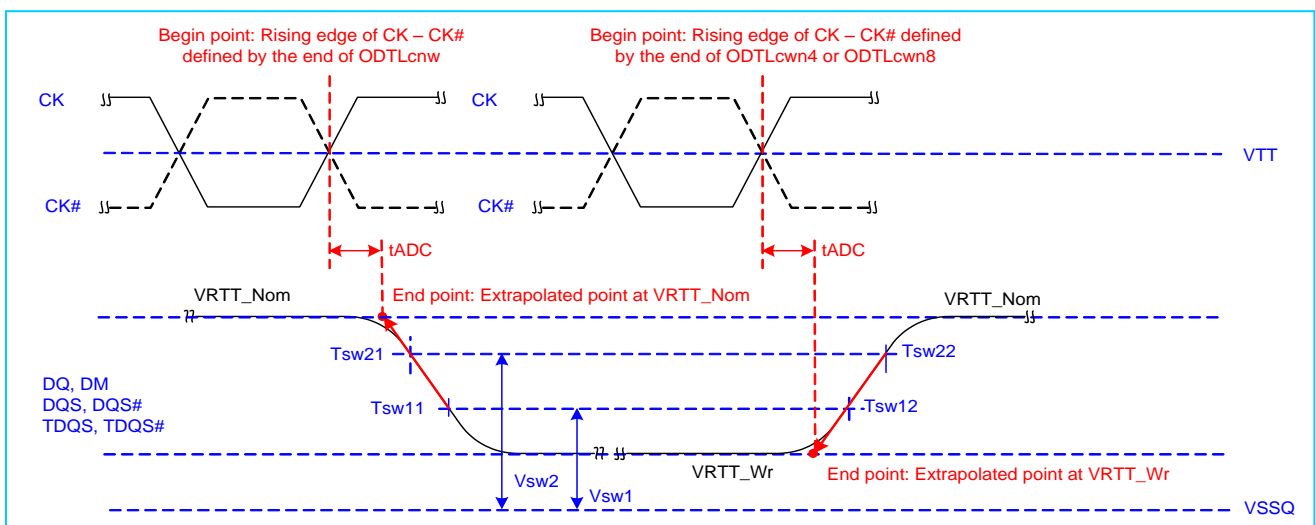 Begin point: Rising edge of CK – CK#
defined by the end of ODTLcnw
Begin point: Rising edge of CK – CK# defined
by the end of ODTLcwn4 or ODTLcwn8
CK
CK
VTT
CK#
CK#
tADC
tADC
VRTT_Nom
End point: Extrapolated point at VRTT_Nom
VRTT_Nom
Tsw21
Tsw22
DQ, DM
DQS, DQS#
TDQS, TDQS#
Tsw11
Tsw12
VRTT_Wr
End point: Extrapolated point at VRTT_Wr
Vsw2
Vsw1
VSSQ